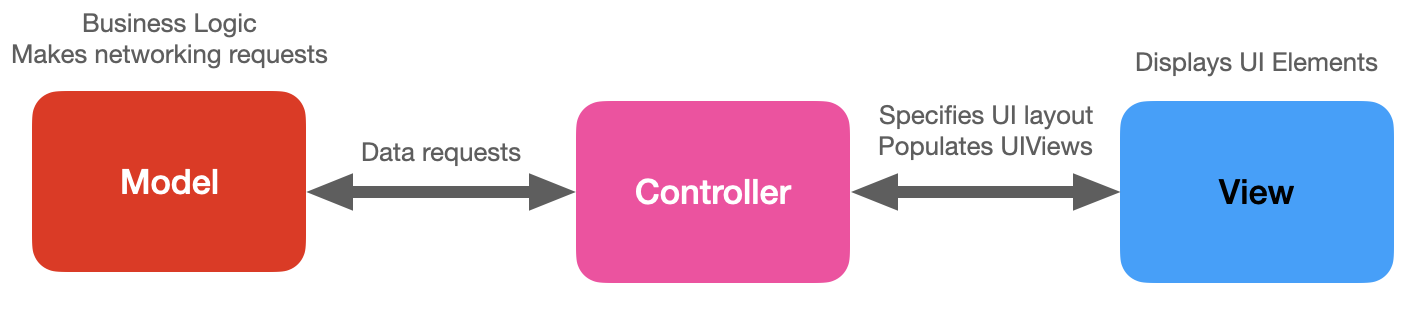 Business Logic
Makes networking requests
Model
Data requests
Controller
Specifies UI layout
Populates UIViews
Displays UI Elements
View